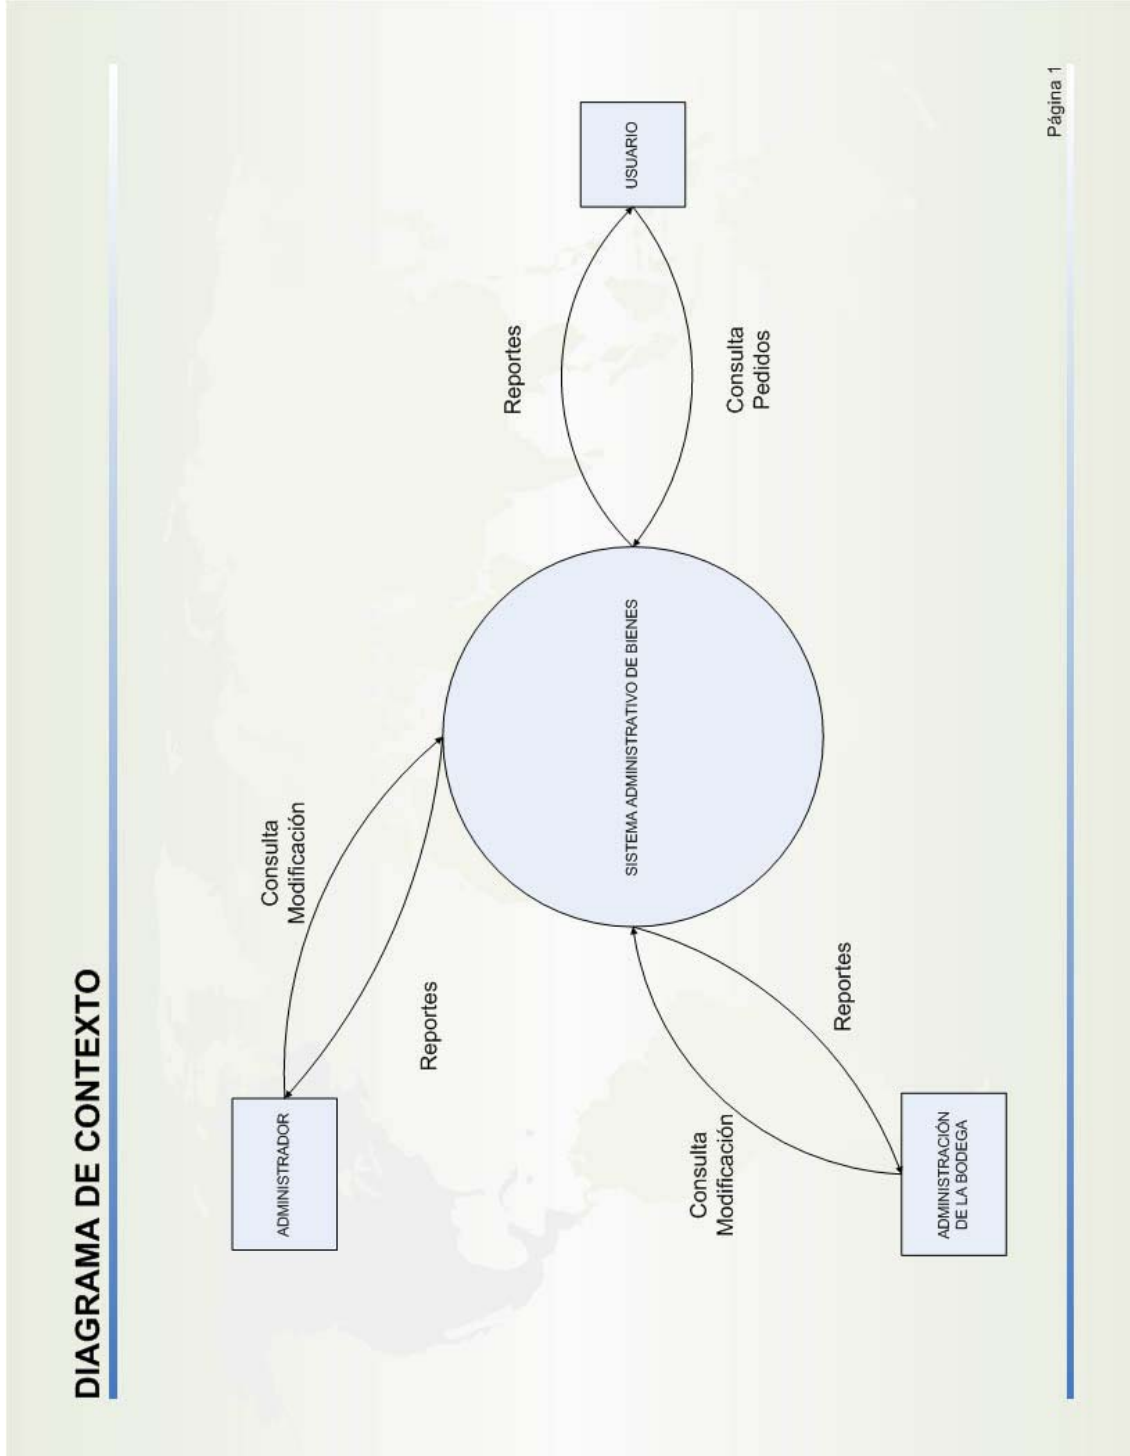 DIAGRAMA DE CONTEXTO
ADMINISTRADOR
Consulta
Modificación
Reportes
SISTEMA ADMINISTRATIVO DE BIENES
Reportes
Consulta
Pedidos
USUARIO
Consulta
Modificación
Reportes
ADMINISTRACIÓN
DE LA BODEGA
Página 1